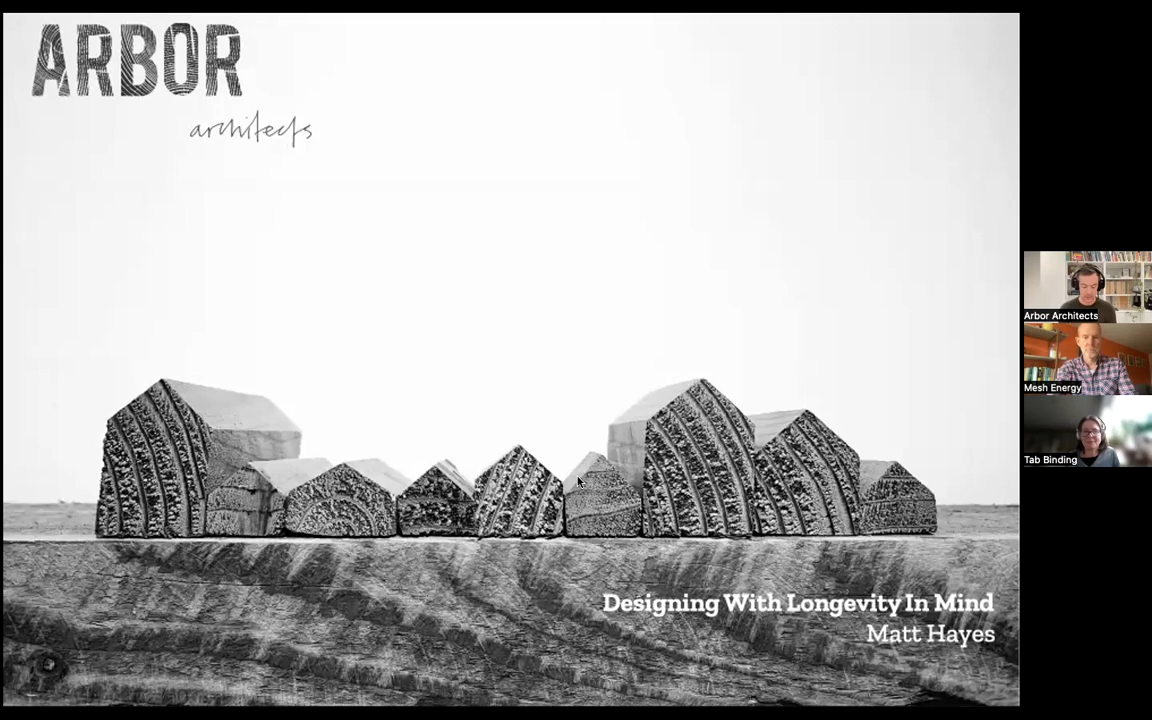 ARBOR
architects
Designing With Longevity In Mind
Matt Hayes
Arbor Architects
Mesh Energy
Tab Binding